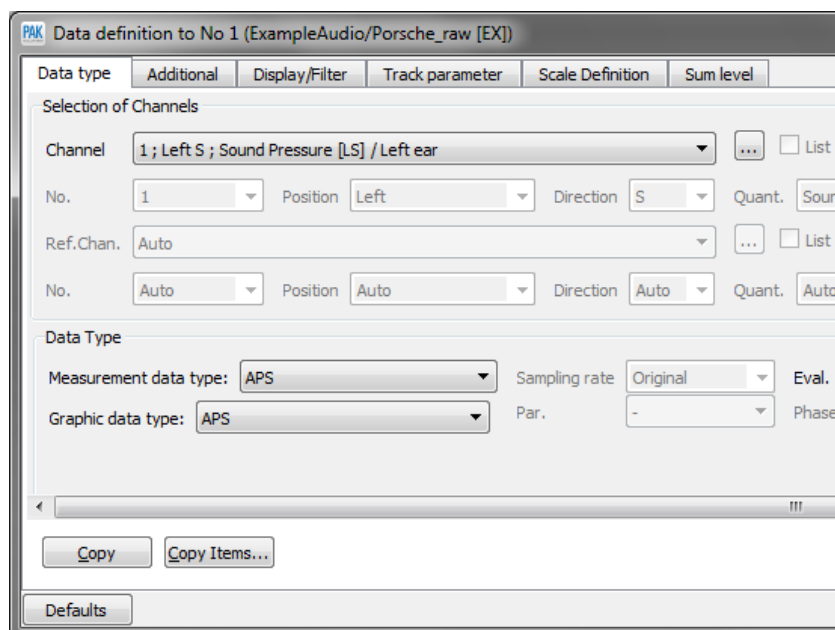 PAK Data definition to No 1 (ExampleAudio/Porsche_raw [EX])
Data type Additional Display/Filter Track parameter Scale Definition Sum level
Selection of Channels
Channel 1 ; Left S ; Sound Pressure [LS] / Left ear ... List
No. 1 Position Left Direction S Quant. Sour
Ref.Chan. Auto ... List
No. Auto Position Auto Direction Auto Quant. Auto
Data Type
Measurement data type: APS Sampling rate Original Eval.
Graphic data type: APS Par. - Phase
Copy Copy Items...
Defaults